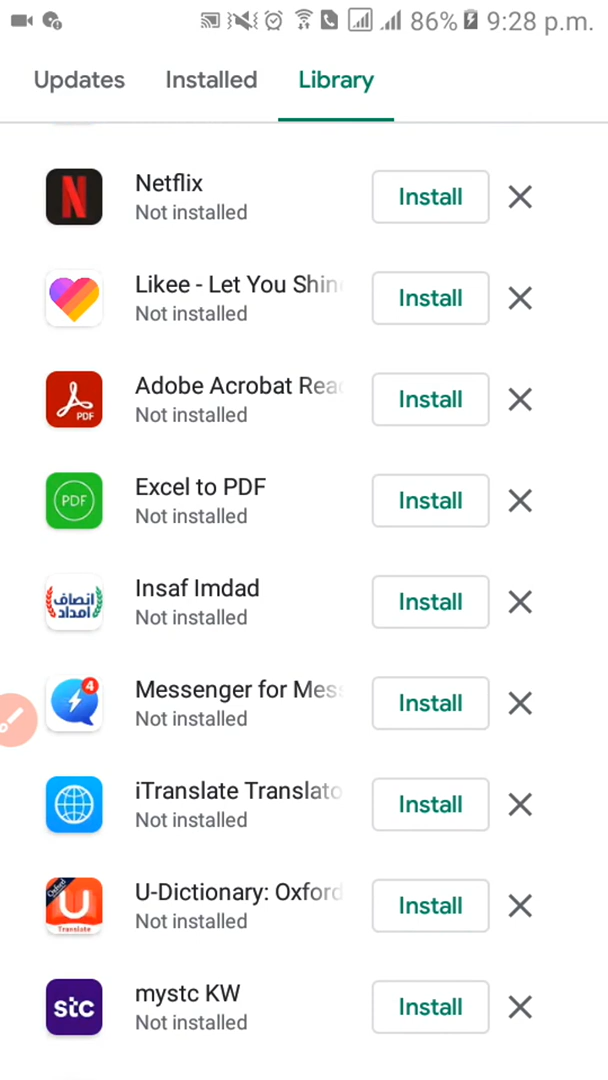 86% 9:28 p.m.
Updates Installed Library
N Netflix Install
Not installed
Likee - Let You Shin
Not installed
Install
Adobe Acrobat Rea
Not installed
Install
PDF
Excel to PDF
Not installed
Install
PDF
Insaf Imdad
Not installed
Install
انصاف
امداد
Messenger for Mes
Not installed
Install
4
iTranslate Translato
Not installed
Install
U-Dictionary: Oxford
Not installed
Install
Oxford
U
Translate
mystc KW
Not installed
Install
stc